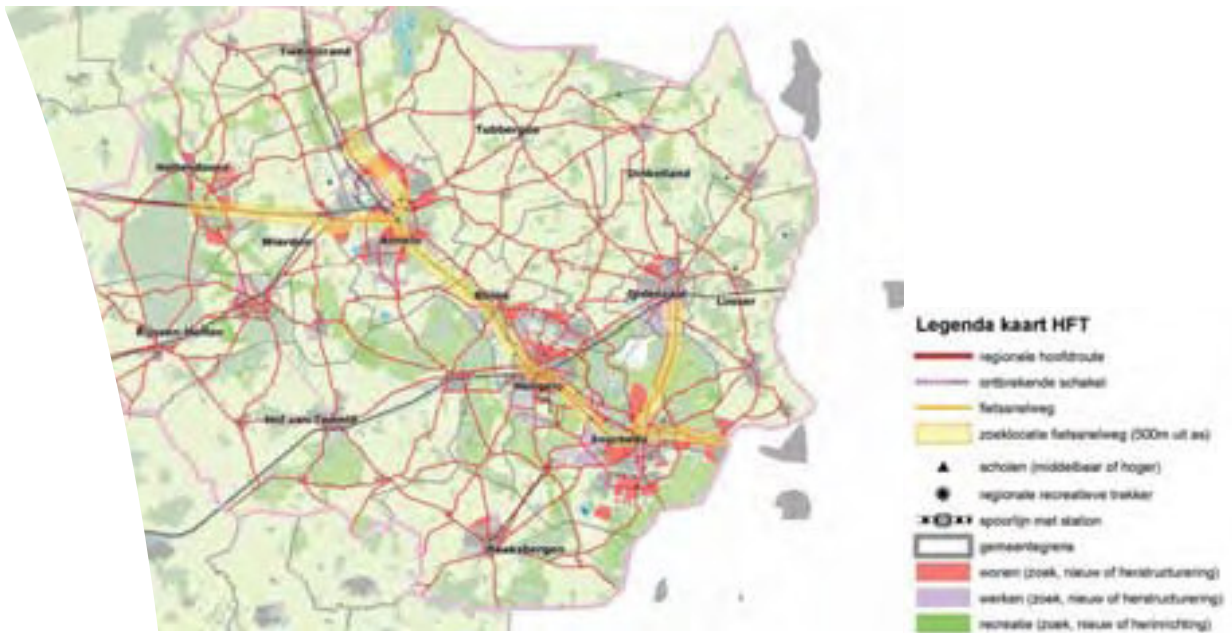 Twenterand
Tubbergen
Hellendoorn
Dinkelland
Wierden
Almelo
Borne
Oldenzaal
Losser
Rijssen-Holten
Hengelo
Hof van Twente
Enschede
Haaksbergen
Legenda kaart HFT
regionale hoofdroute
ontbrekende schakel
fietssnelweg
zoeklocatie fietssnelweg (500m uit as)
scholen (middelbaar of hoger)
regionale recreatieve trekker
spoorlijn met station
gemeentegrens
wonen (zoek, nieuw of herstructurering)
werken (zoek, nieuw of herstructurering)
recreatie (zoek, nieuw of herinrichting)